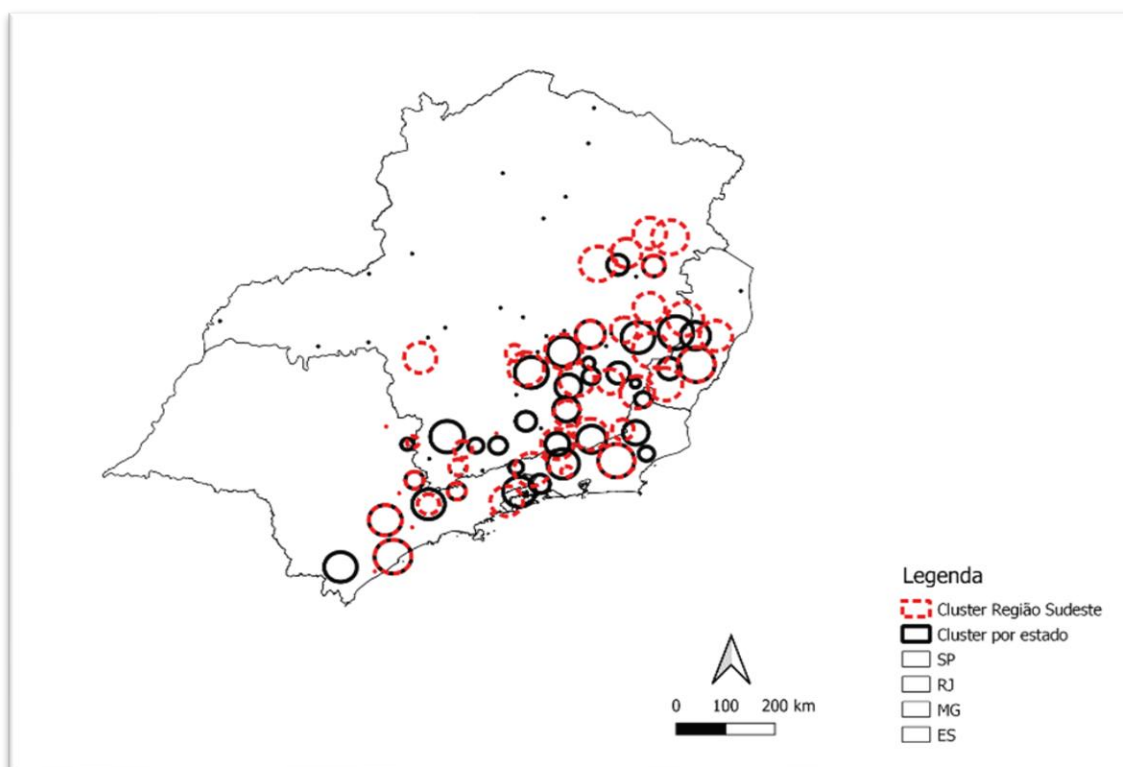 Legenda
Cluster Região Sudeste
Cluster por estado
SP
RJ
MG
ES
0 100 200 km